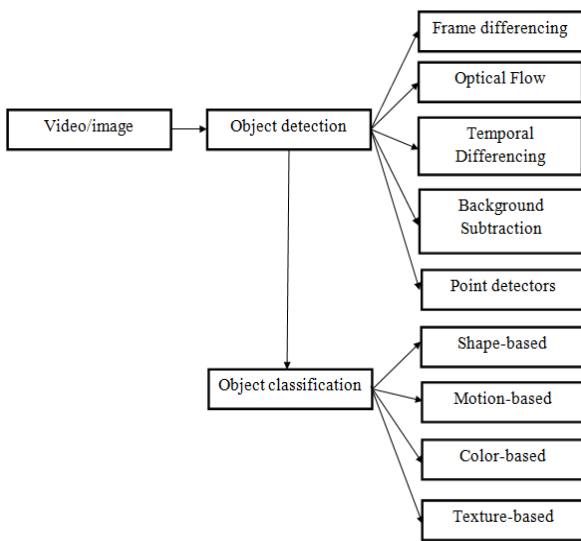 Frame differencing
Optical Flow
Video/image
Object detection
Temporal
Differencing
Background
Subtraction
Point detectors
Shape-based
Object classification
Motion-based
Color-based
Texture-based